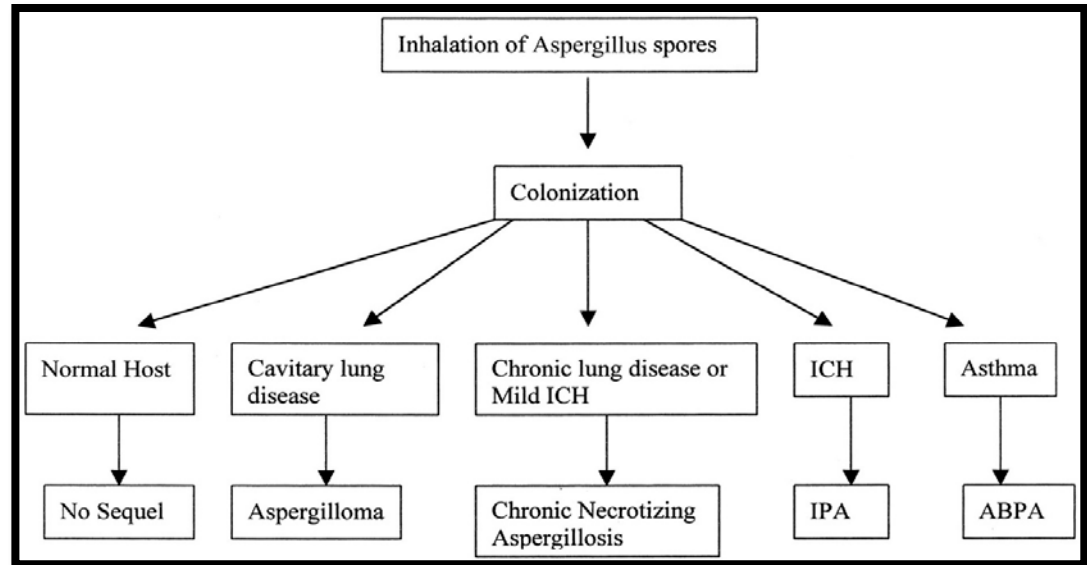 Inhalation of Aspergillus spores
Colonization
Normal Host
Cavitary lung
disease
Chronic lung disease or
Mild ICH
ICH
Asthma
No Sequel
Aspergilloma
Chronic Necrotizing
Aspergillosis
IPA
ABPA